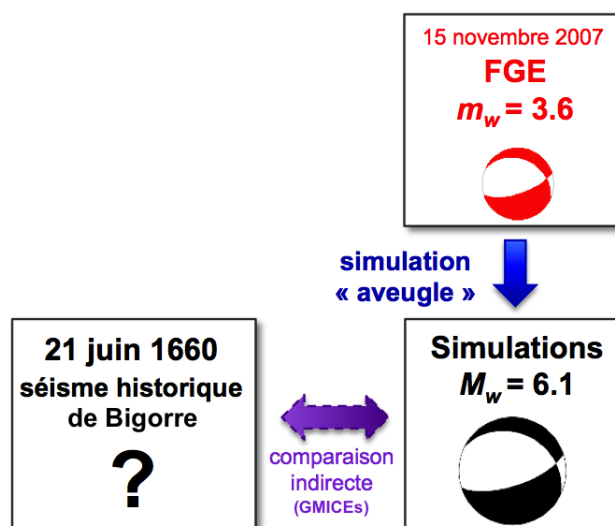 15 novembre 2007
FGE
mw = 3.6
simulation
« aveugle »
21 juin 1660
séisme historique
de Bigorre
?
comparaison
indirecte
(GMICEs)
Simulations
Mw = 6.1